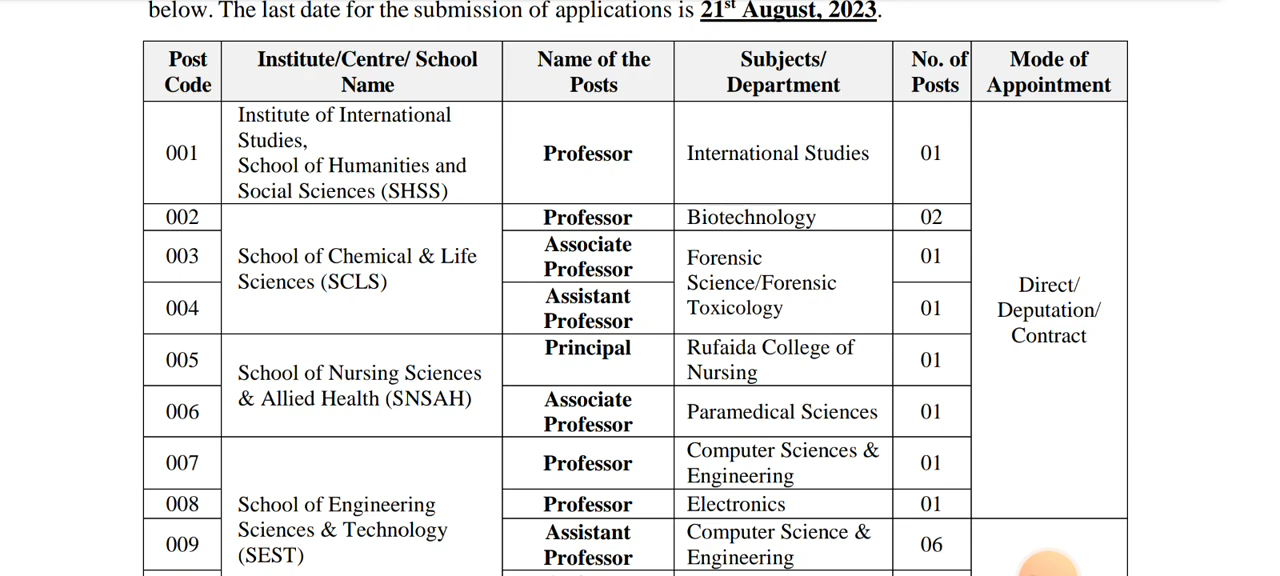 below. The last date for the submission of applications is 21st August, 2023.
Post Code Institute/Centre/ School Name Name of the Posts Subjects/ Department No. of Posts Mode of Appointment
001 Institute of International Studies, School of Humanities and Social Sciences (SHSS) Professor International Studies 01
002 Professor Biotechnology 02
School of Chemical & Life Sciences (SCLS)
003 Associate Professor Forensic Science/Forensic Toxicology 01
004 Assistant Professor 01
Direct/ Deputation/ Contract
005 Principal Rufaida College of Nursing 01
School of Nursing Sciences & Allied Health (SNSAH)
006 Associate Professor Paramedical Sciences 01
007 Professor Computer Sciences & Engineering 01
008 Professor Electronics 01
School of Engineering Sciences & Technology (SEST)
009 Assistant Professor Computer Science & Engineering 06